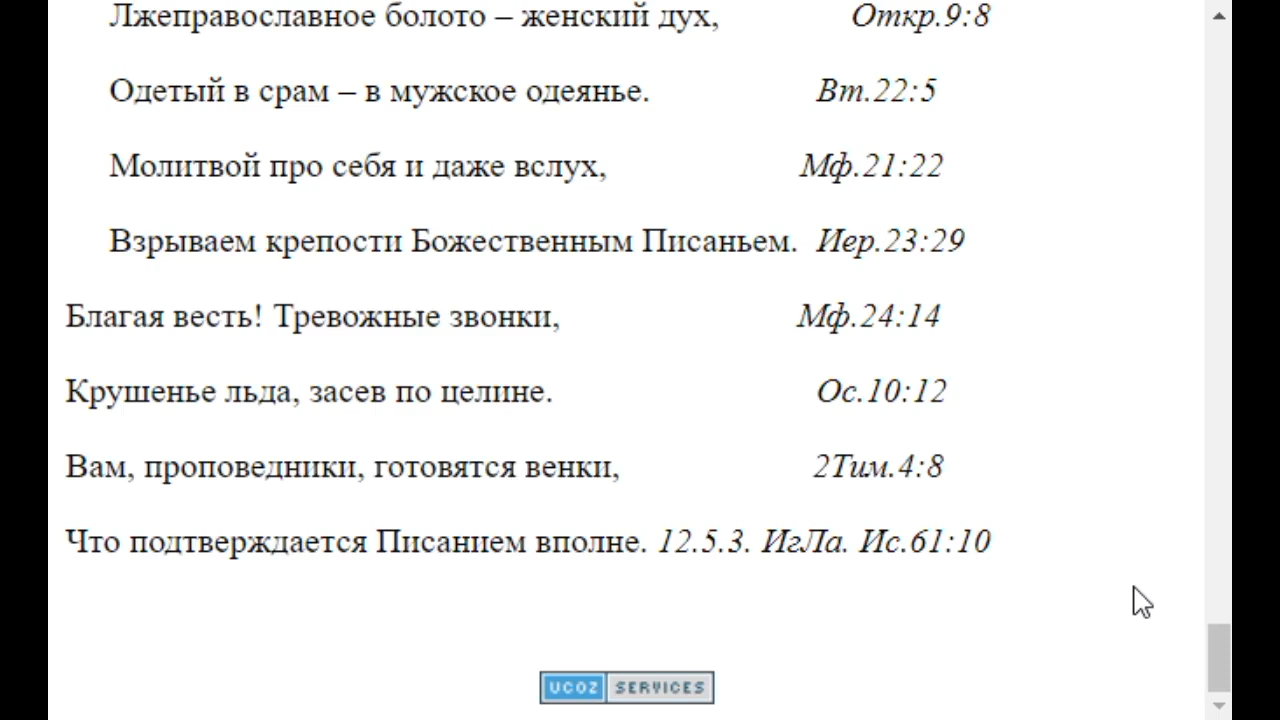 Лжеправославное болото – женский дух, Откр.9:8
Одетый в срам – в мужское одеянье. Вт.22:5
Молитвой про себя и даже вслух, Мф.21:22
Взрываем крепости Божественным Писаньем. Иер.23:29
Благая весть! Тревожные звонки, Мф.24:14
Крушенье льда, засев по целине. Ос.10:12
Вам, проповедники, готовятся венки, 2Тим.4:8
Что подтверждается Писанием вполне. 12.5.3. ИгЛа. Ис.61:10
UCOZ SERVICES